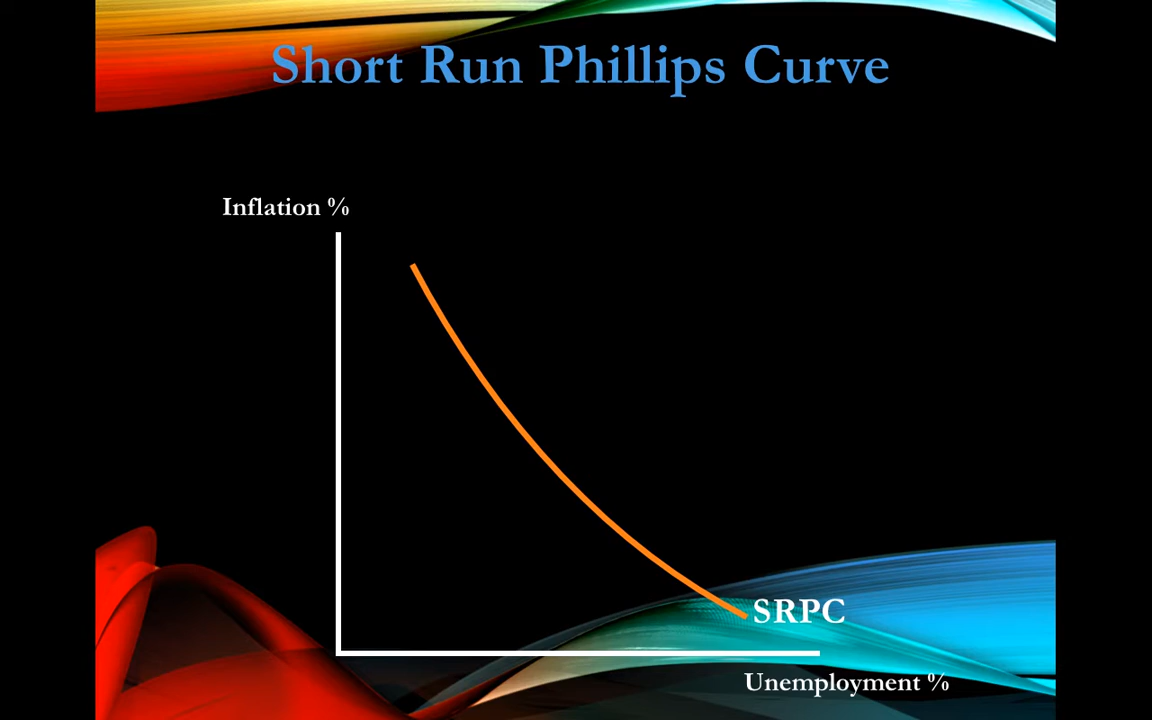 Short Run Phillips Curve
Inflation %
SRPC
Unemployment %